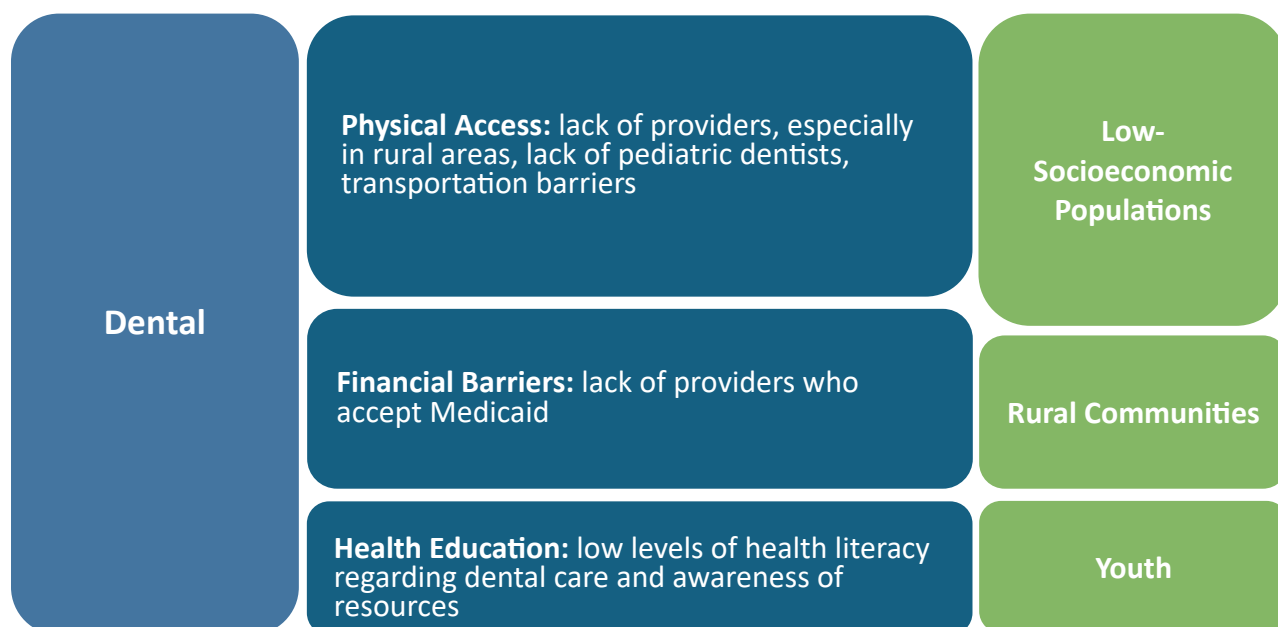 Dental
Physical Access: lack of providers, especially
in rural areas, lack of pediatric dentists,
transportation barriers
Financial Barriers: lack of providers who
accept Medicaid
Health Education: low levels of health literacy
regarding dental care and awareness of
resources
Low-
Socioeconomic
Populations
Rural Communities
Youth